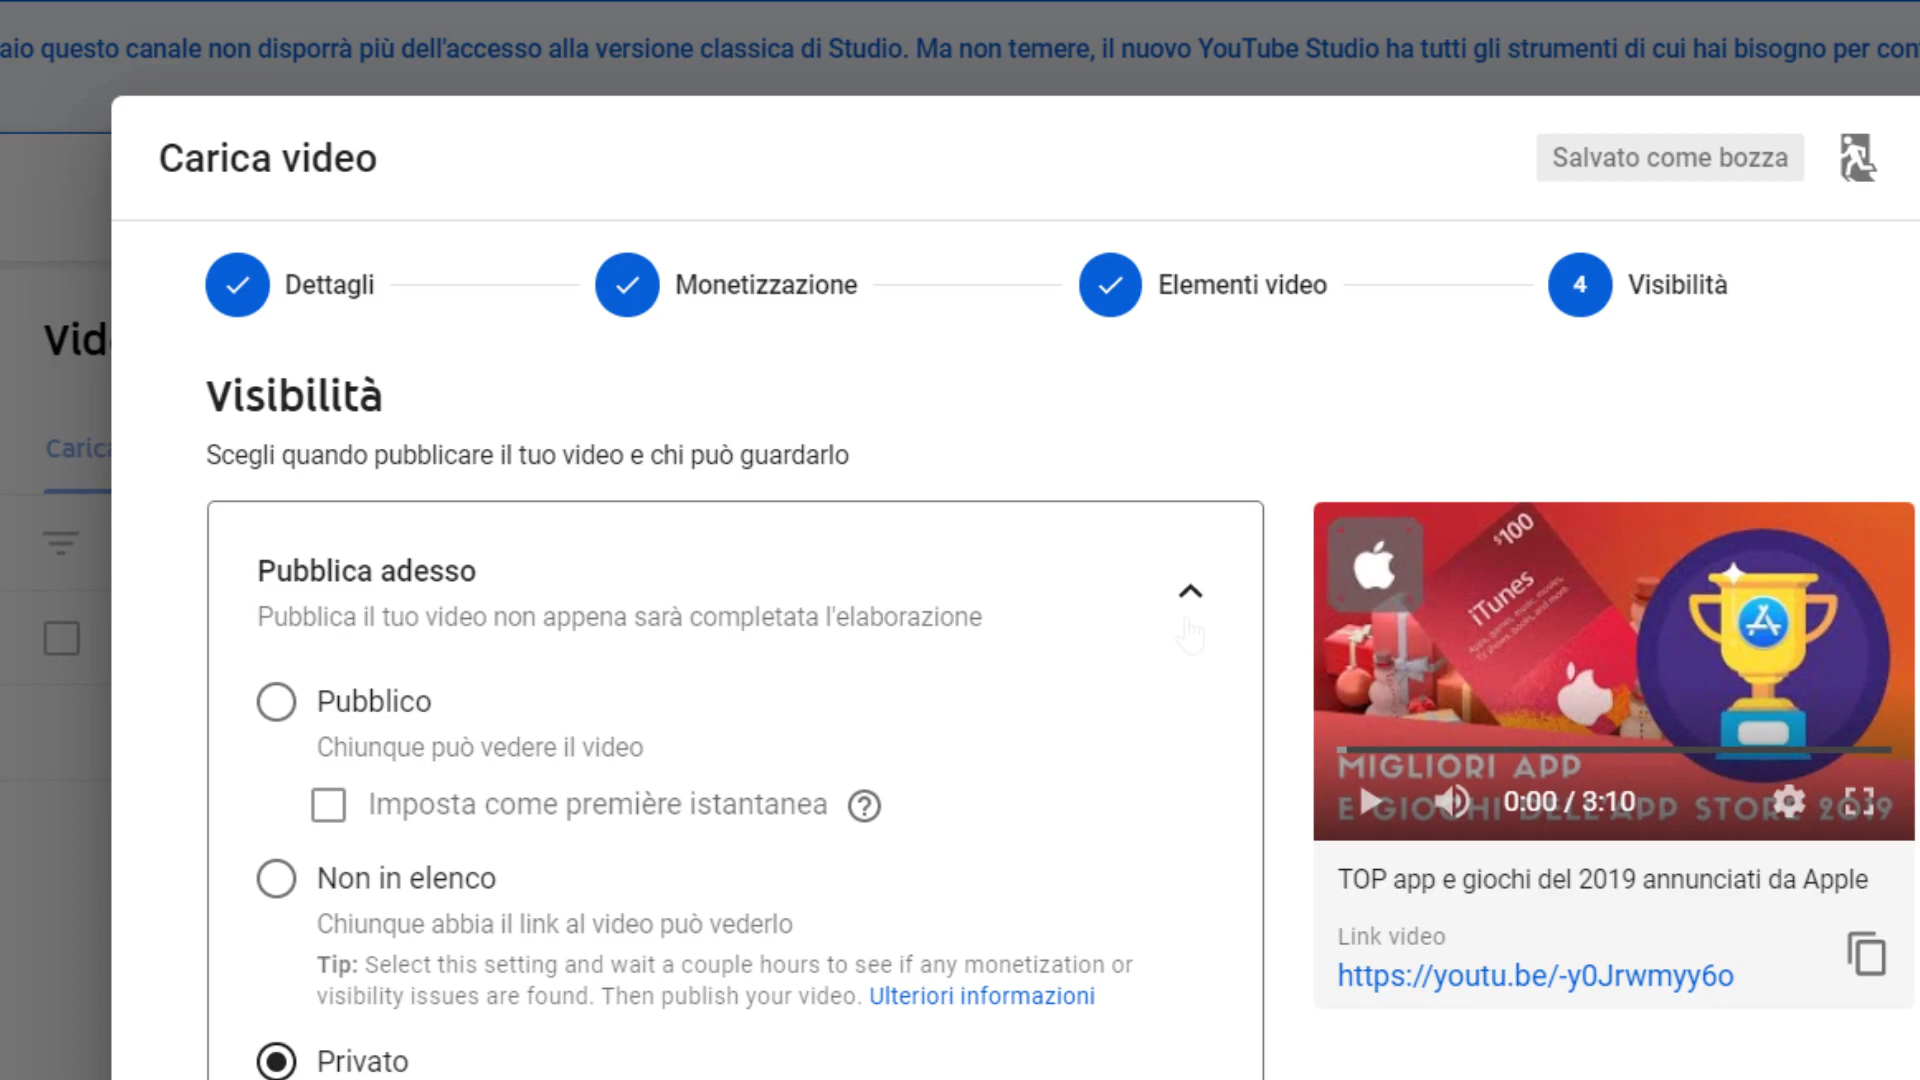 aio questo canale non disporrà più dell'accesso alla versione classica di Studio. Ma non temere, il nuovo YouTube Studio ha tutti gli strumenti di cui hai bisogno per con
Carica video
Salvato come bozza
Dettagli
Monetizzazione
Elementi video
4
Visibilità
Vid
Visibilità
Carica
Scegli quando pubblicare il tuo video e chi può guardarlo
Pubblica adesso
Pubblica il tuo video non appena sarà completata l'elaborazione
Pubblico
Chiunque può vedere il video
Imposta come première istantanea
Non in elenco
Chiunque abbia il link al video può vederlo
Tip: Select this setting and wait a couple hours to see if any monetization or
visibility issues are found. Then publish your video. Ulteriori informazioni
Privato
$100
iTunes
MIGLIORI APP
E GIOCHI DELL'APP STORE 2019
0:00 / 3:10
TOP app e giochi del 2019 annunciati da Apple
Link video
https://youtu.be/-y0Jrwmyy6o